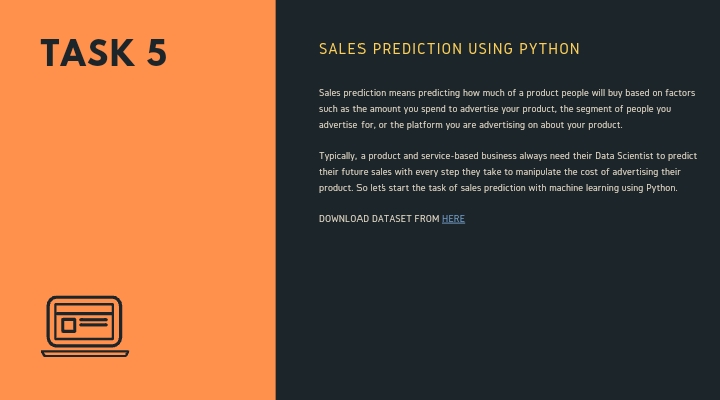 TASK 5
SALES PREDICTION USING PYTHON
Sales prediction means predicting how much of a product people will buy based on factors
such as the amount you spend to advertise your product, the segment of people you
advertise for, or the platform you are advertising on about your product.
Typically, a product and service-based business always need their Data Scientist to predict
their future sales with every step they take to manipulate the cost of advertising their
product. So let's start the task of sales prediction with machine learning using Python.
DOWNLOAD DATASET FROM HERE